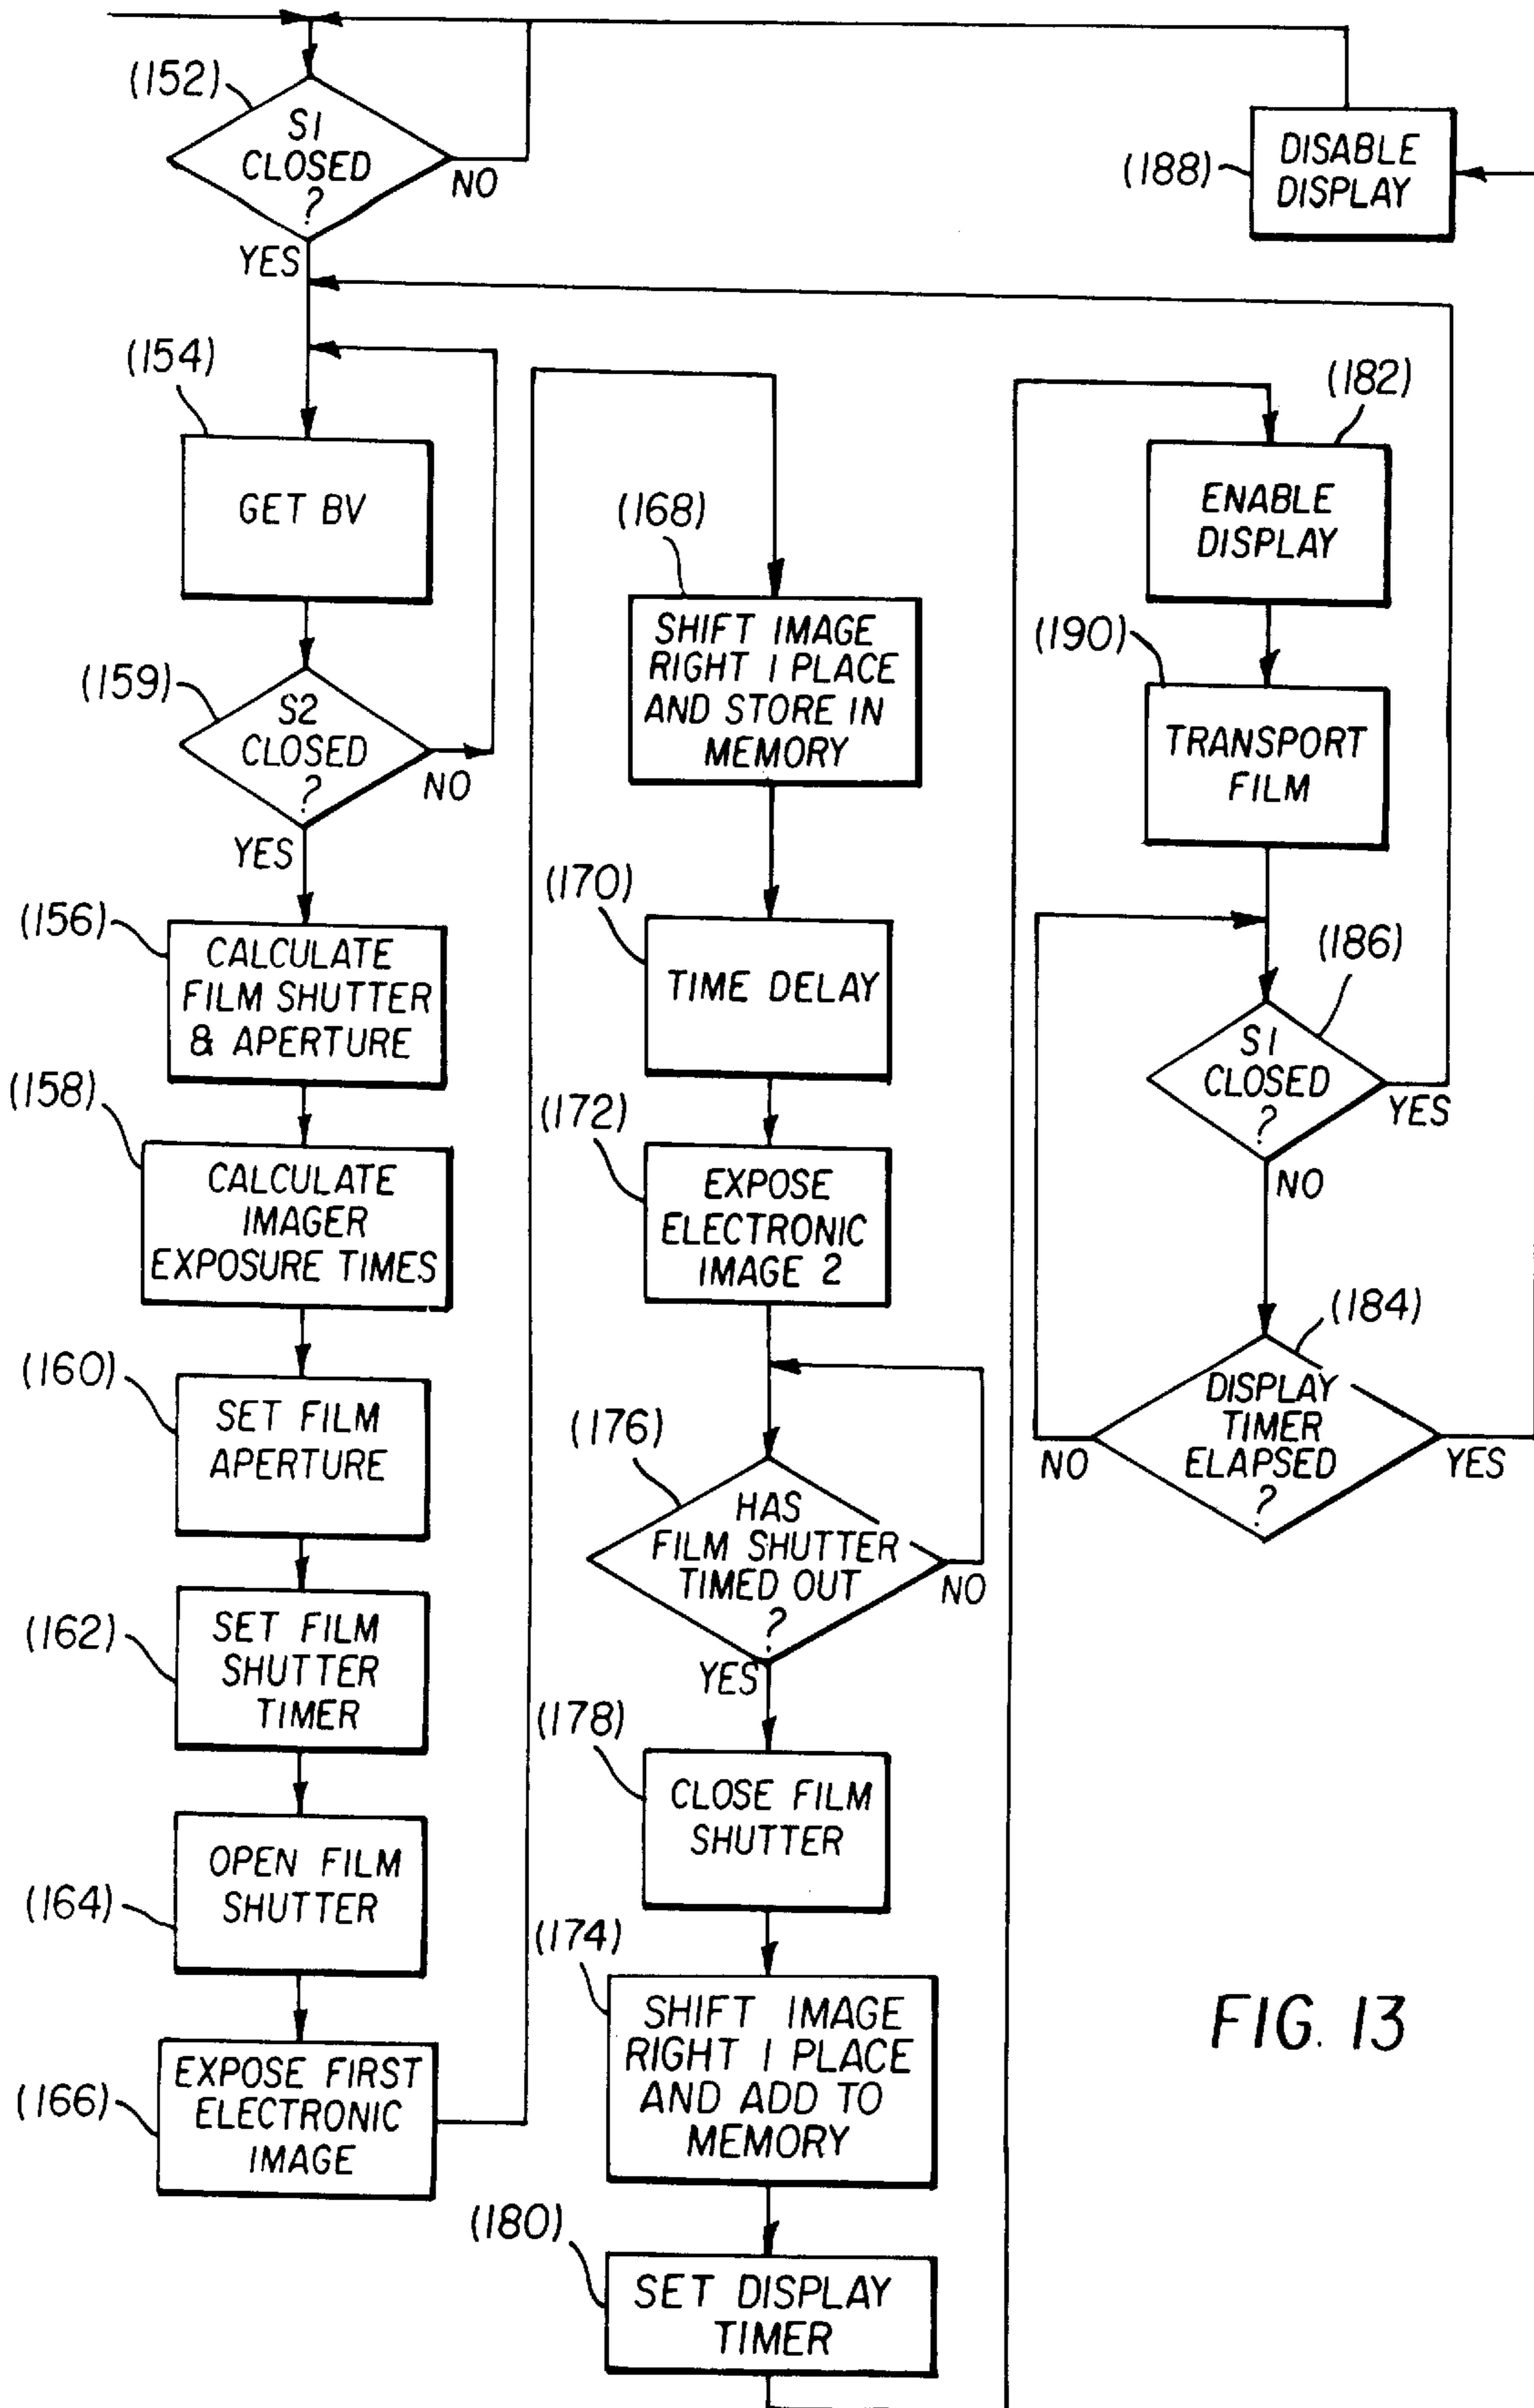 (152)
S1
CLOSED
?
NO
YES
(154)
GET BV
(159)
S2
CLOSED
?
NO
YES
(156)
CALCULATE
FILM SHUTTER
& APERTURE
(158)
CALCULATE
IMAGER
EXPOSURE TIMES
(160)
SET FILM
APERTURE
(162)
SET FILM
SHUTTER
TIMER
(164)
OPEN FILM
SHUTTER
(166)
EXPOSE FIRST
ELECTRONIC
IMAGE
(168)
SHIFT IMAGE
RIGHT 1 PLACE
AND STORE IN
MEMORY
(170)
TIME DELAY
(172)
EXPOSE
ELECTRONIC
IMAGE 2
(176)
HAS
FILM SHUTTER
TIMED OUT
?
NO
YES
(178)
CLOSE FILM
SHUTTER
(174)
SHIFT IMAGE
RIGHT 1 PLACE
AND ADD TO
MEMORY
(180)
SET DISPLAY
TIMER
(182)
ENABLE
DISPLAY
(190)
TRANSPORT
FILM
(186)
S1
CLOSED
?
YES
NO
(184)
DISPLAY
TIMER
ELAPSED
?
NO
YES
(188)
DISABLE
DISPLAY
FIG. 13